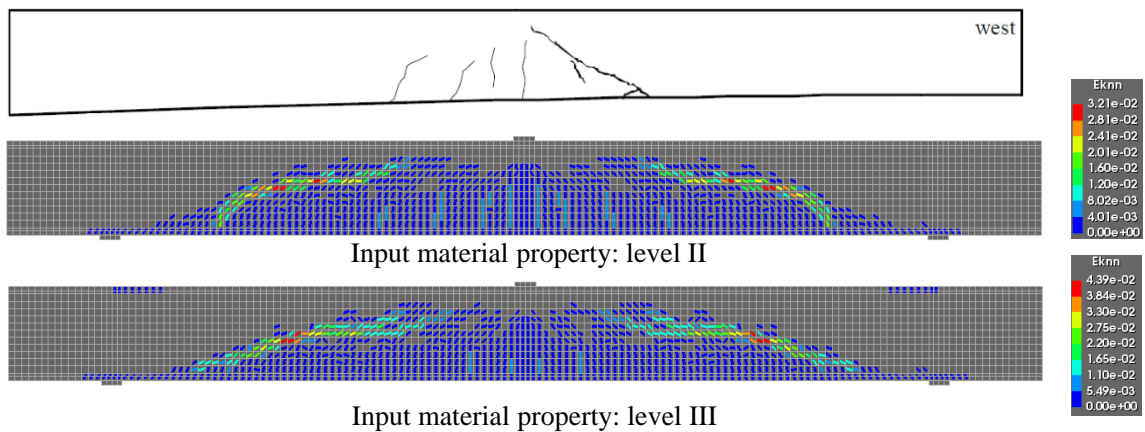 west
Eknn
3.21e-02
2.81e-02
2.41e-02
2.01e-02
1.60e-02
1.20e-02
8.02e-03
4.01e-03
0.00e+00
Input material property: level II
Eknn
4.39e-02
3.84e-02
3.30e-02
2.75e-02
2.20e-02
1.65e-02
1.10e-02
5.49e-03
0.00e+00
Input material property: level III